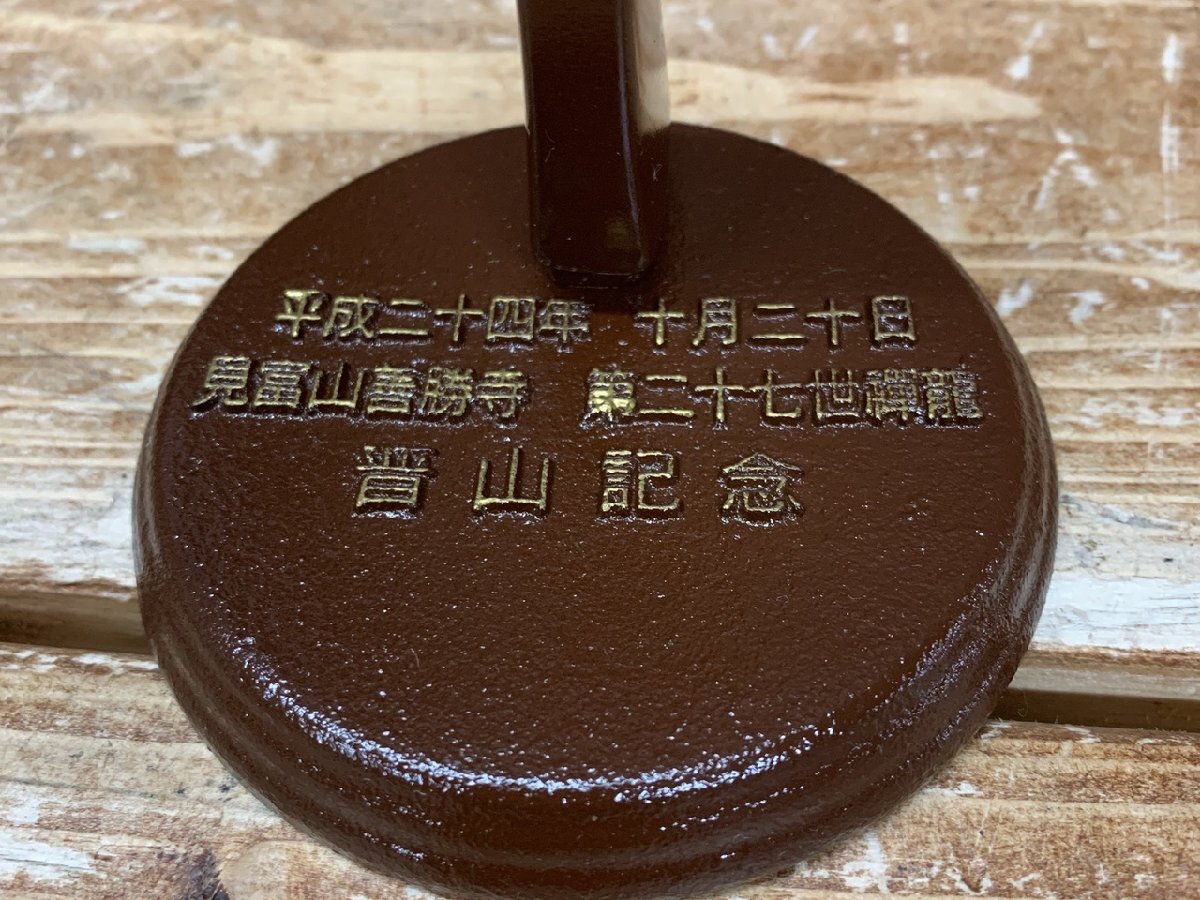 平成二十四年 十月二十日
見富山善勝寺 第二十七世禪龍
晋山記念